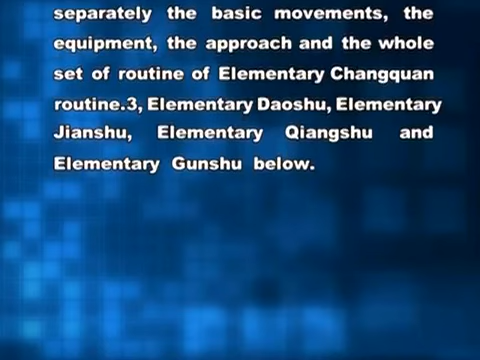 separately the basic movements, the
equipment, the approach and the whole
set of routine of Elementary Changquan
routine.3, Elementary Daoshu, Elementary
Jianshu, Elementary Qiangshu and
Elementary Gunshu below.